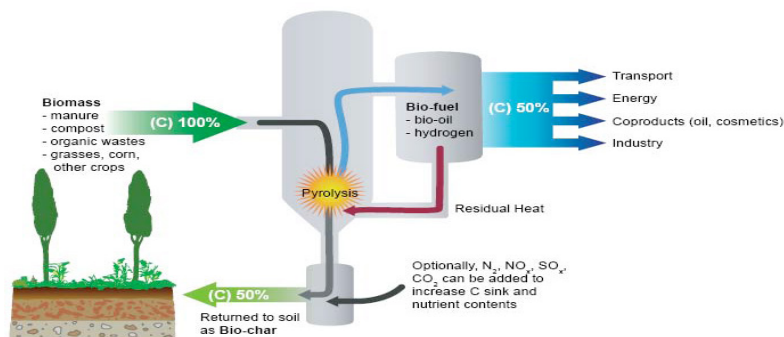 Biomass
- manure
- compost
- organic wastes
- grasses, corn,
other crops
(C) 100%
Pyrolysis
Bio-fuel
- bio-oil
- hydrogen
(C) 50%
Transport
Energy
Coproducts (oil, cosmetics)
Industry
Residual Heat
(C) 50%
Returned to soil
as Bio-char
Optionally, N₂, NOₓ, SOₓ,
CO₂ can be added to
increase C sink and
nutrient contents